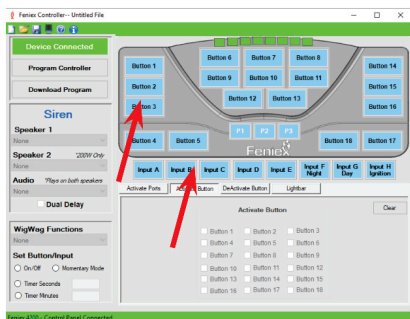 Feniex Controller-- Untitled File
Device Connected
Program Controller
Download Program
Siren
Speaker 1
None
Speaker 2 *200W Only
None
Audio *Plays on both speakers
None
Dual Delay
WigWag Functions
None
Set Button/Input
On/Off Momentary Mode
Timer Seconds
Timer Minutes
Button 1
Button 2
Button 3
Button 4 Button 5
Button 6 Button 7 Button 8
Button 9 Button 10 Button 11
Button 12 Button 13
P1 P2 P3
Feniex
Button 14
Button 15
Button 16
Button 18 Button 17
Input A Input B Input C Input D Input E Input F Night Input G Day Input H Ignition
Activate Ports Button DeActivate Button Lightbar
Activate Button Clear
Button 1 Button 2 Button 3
Button 4 Button 5 Button 6
Button 7 Button 8 Button 9
Button 10 Button 11 Button 12
Button 13 Button 14 Button 15
Button 16 Button 17 Button 18
Feniex 4200 - Control Panel Connected